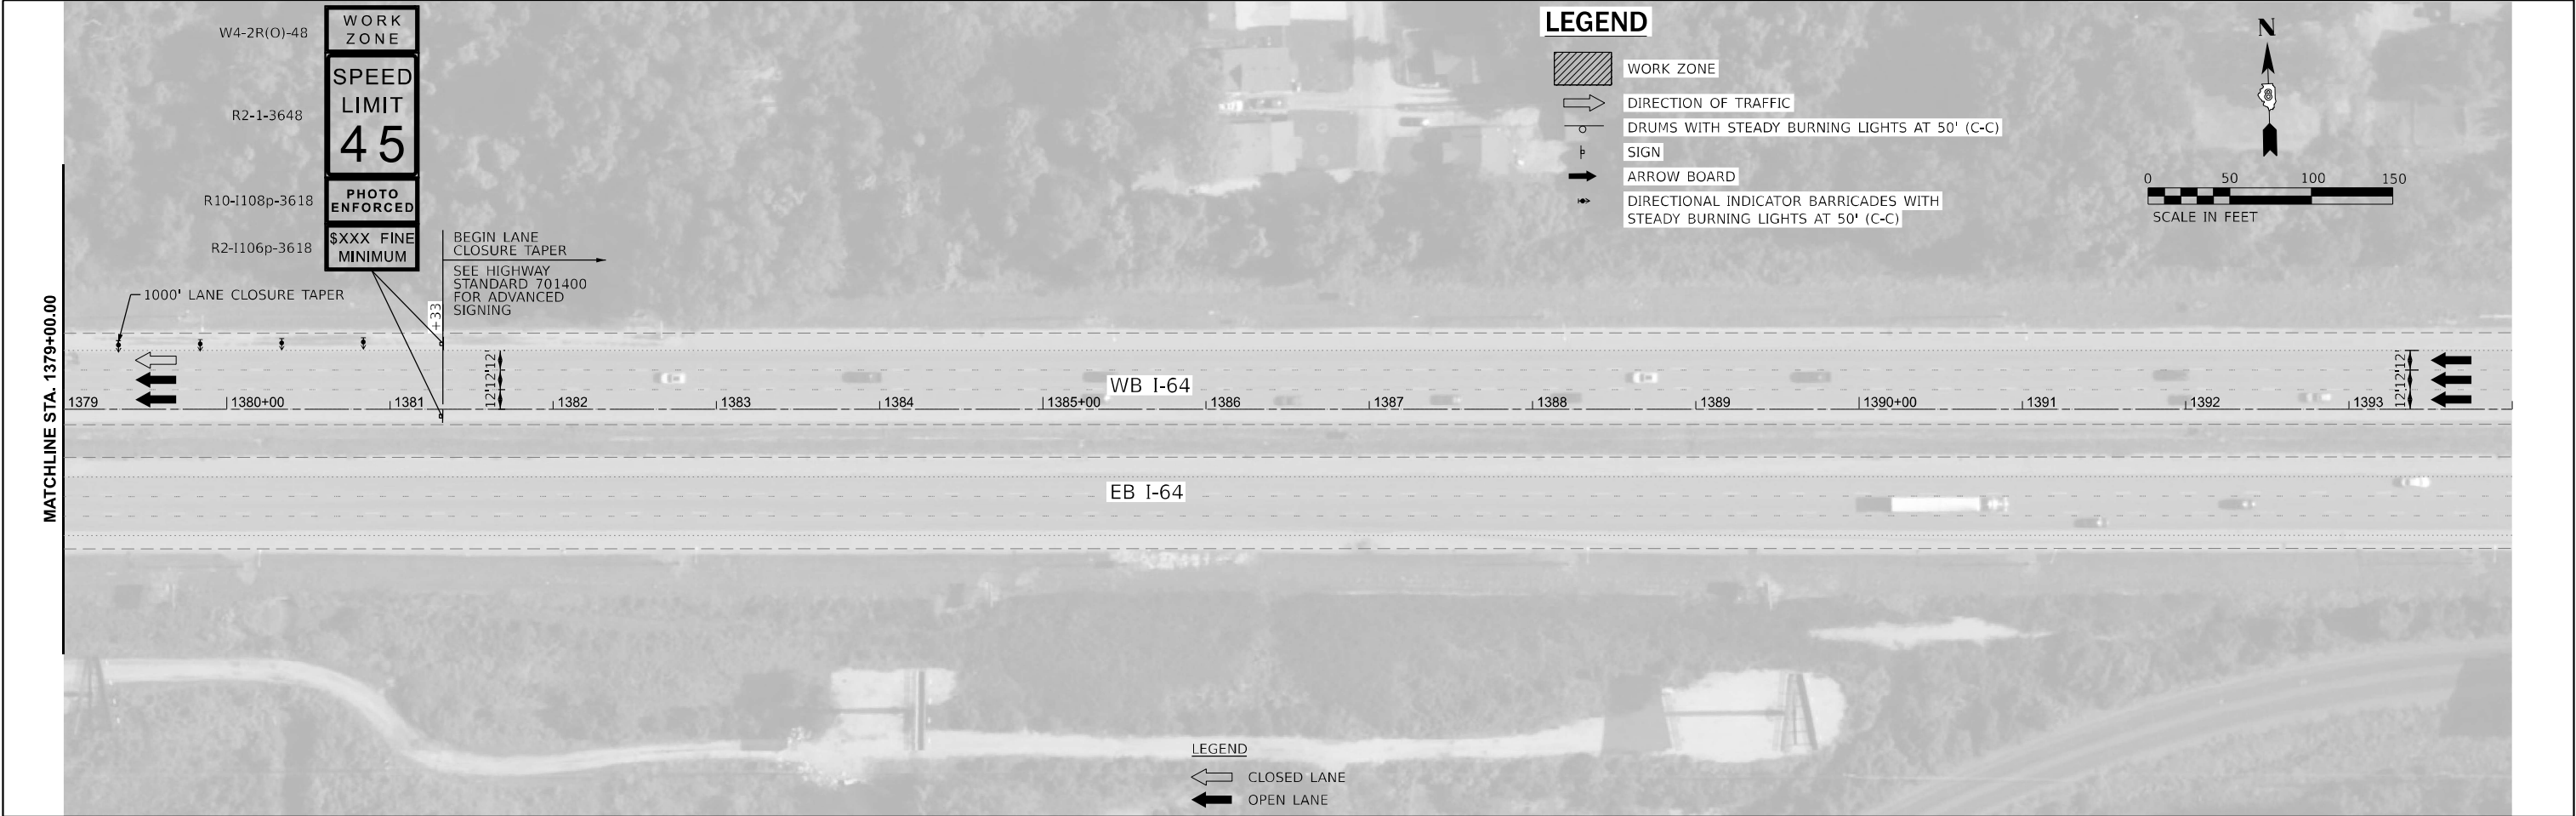 W4-2R(O)-48
WORK
ZONE
R2-1-3648
SPEED
LIMIT
45
R10-I108p-3618
PHOTO
ENFORCED
R2-I106p-3618
$XXX FINE
MINIMUM
BEGIN LANE
CLOSURE TAPER
SEE HIGHWAY
STANDARD 701400
FOR ADVANCED
SIGNING
1000' LANE CLOSURE TAPER
+33
MATCHLINE STA. 1379+00.00
LEGEND
WORK ZONE
DIRECTION OF TRAFFIC
DRUMS WITH STEADY BURNING LIGHTS AT 50' (C-C)
SIGN
ARROW BOARD
DIRECTIONAL INDICATOR BARRICADES WITH
STEADY BURNING LIGHTS AT 50' (C-C)
N
0 50 100 150
SCALE IN FEET
12'
12'
12'
WB I-64
12'
12'
12'
1379 1380+00 1381 1382 1383 1384 1385+00 1386 1387 1388 1389 1390+00 1391 1392 1393
EB I-64
LEGEND
CLOSED LANE
OPEN LANE